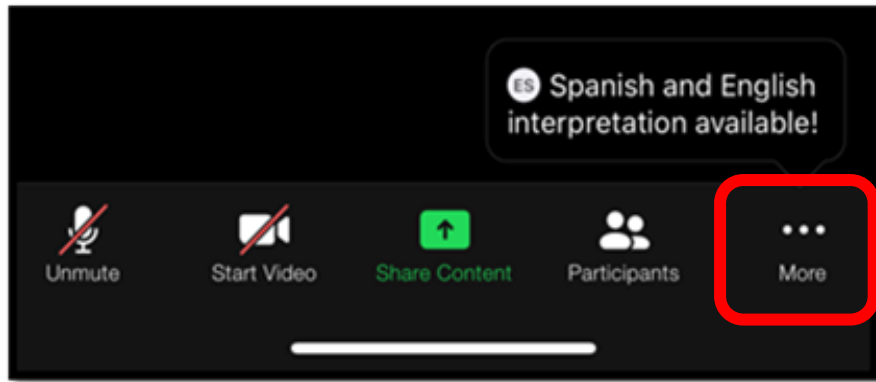 ES Spanish and English
interpretation available!
Unmute
Start Video
Share Content
Participants
More